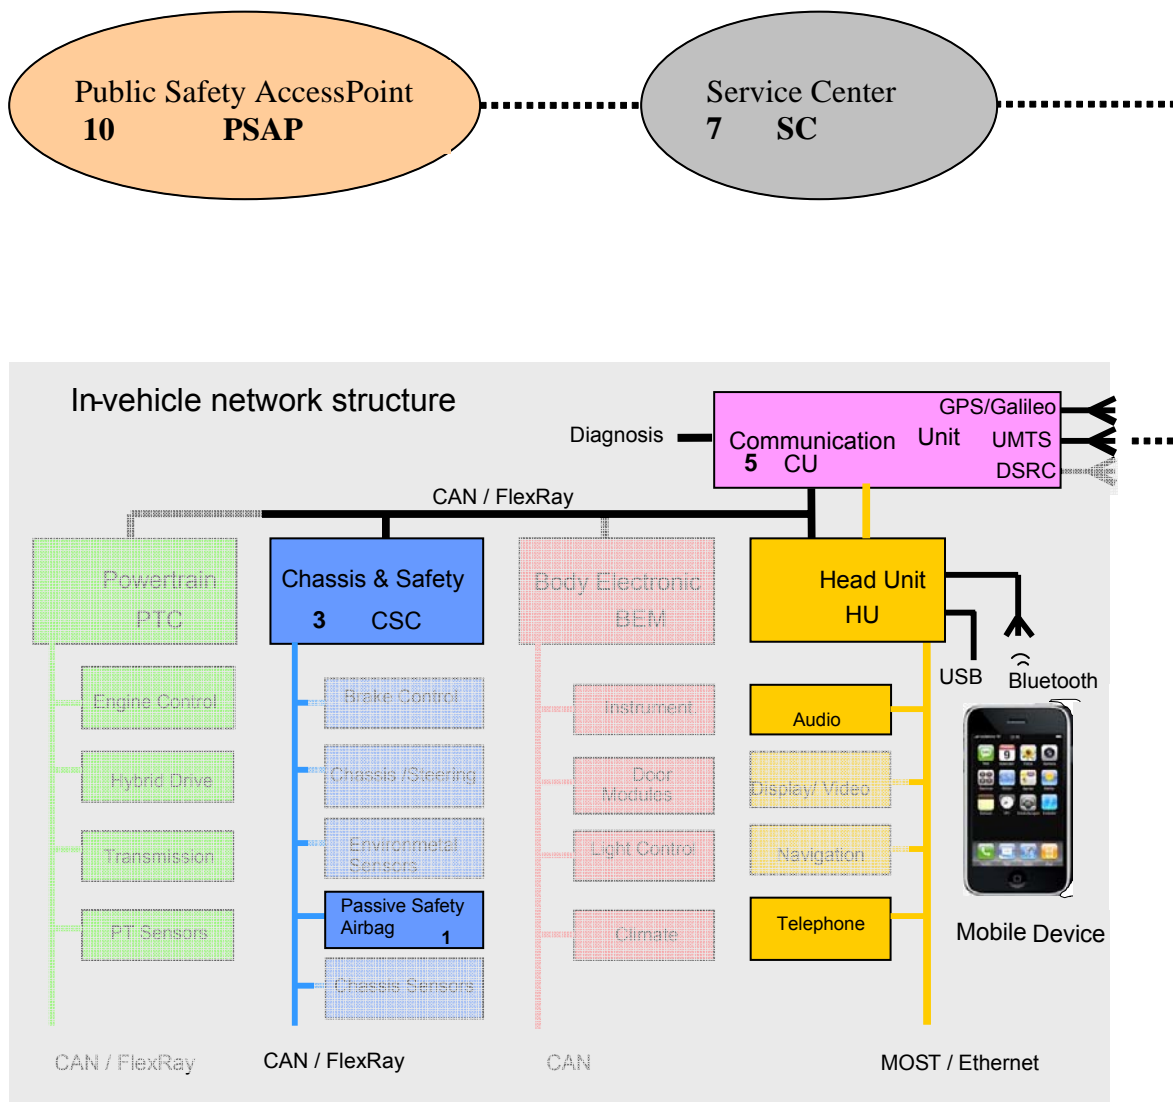 Public Safety AccessPoint
10 PSAP
Service Center
7 SC
In-vehicle network structure
GPS/Galileo
Diagnosis
Communication Unit
UMTS
5 CU
DSRC
CAN / FlexRay
Powertrain
PTC
Chassis & Safety
3 CSC
Body Electronic
BEM
Head Unit
HU
USB
Bluetooth
Engine Control
Brake Control
Instrument.
Audio
Hybrid Drive
Chassis /Steering
Door
Modules
Display/ Video
Transmission
Environmetal
Sensors
Light Control
Navigation
PT Sensors
Passive Safety
Airbag 1
Climate
Telephone
Mobile Device
Chassis Sensors
CAN / FlexRay
CAN / FlexRay
CAN
MOST / Ethernet